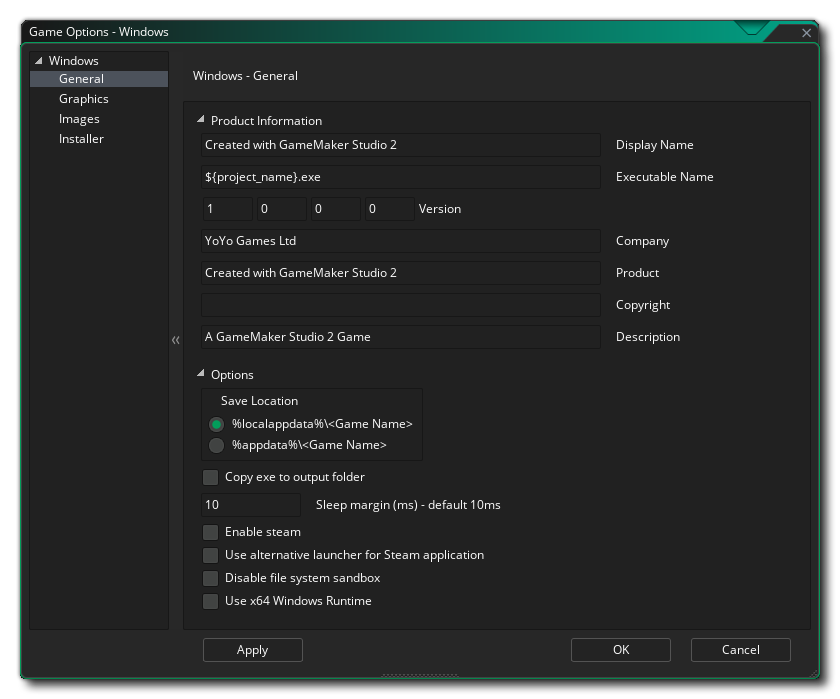 Game Options - Windows
Windows
General
Graphics
Images
Installer
Windows - General
Product Information
Created with GameMaker Studio 2 Display Name
${project_name}.exe Executable Name
1 0 0 0 Version
YoYo Games Ltd Company
Created with GameMaker Studio 2 Product
Copyright
A GameMaker Studio 2 Game Description
Options
Save Location
%localappdata%\<Game Name>
%appdata%\<Game Name>
Copy exe to output folder
10 Sleep margin (ms) - default 10ms
Enable steam
Use alternative launcher for Steam application
Disable file system sandbox
Use x64 Windows Runtime
Apply OK Cancel